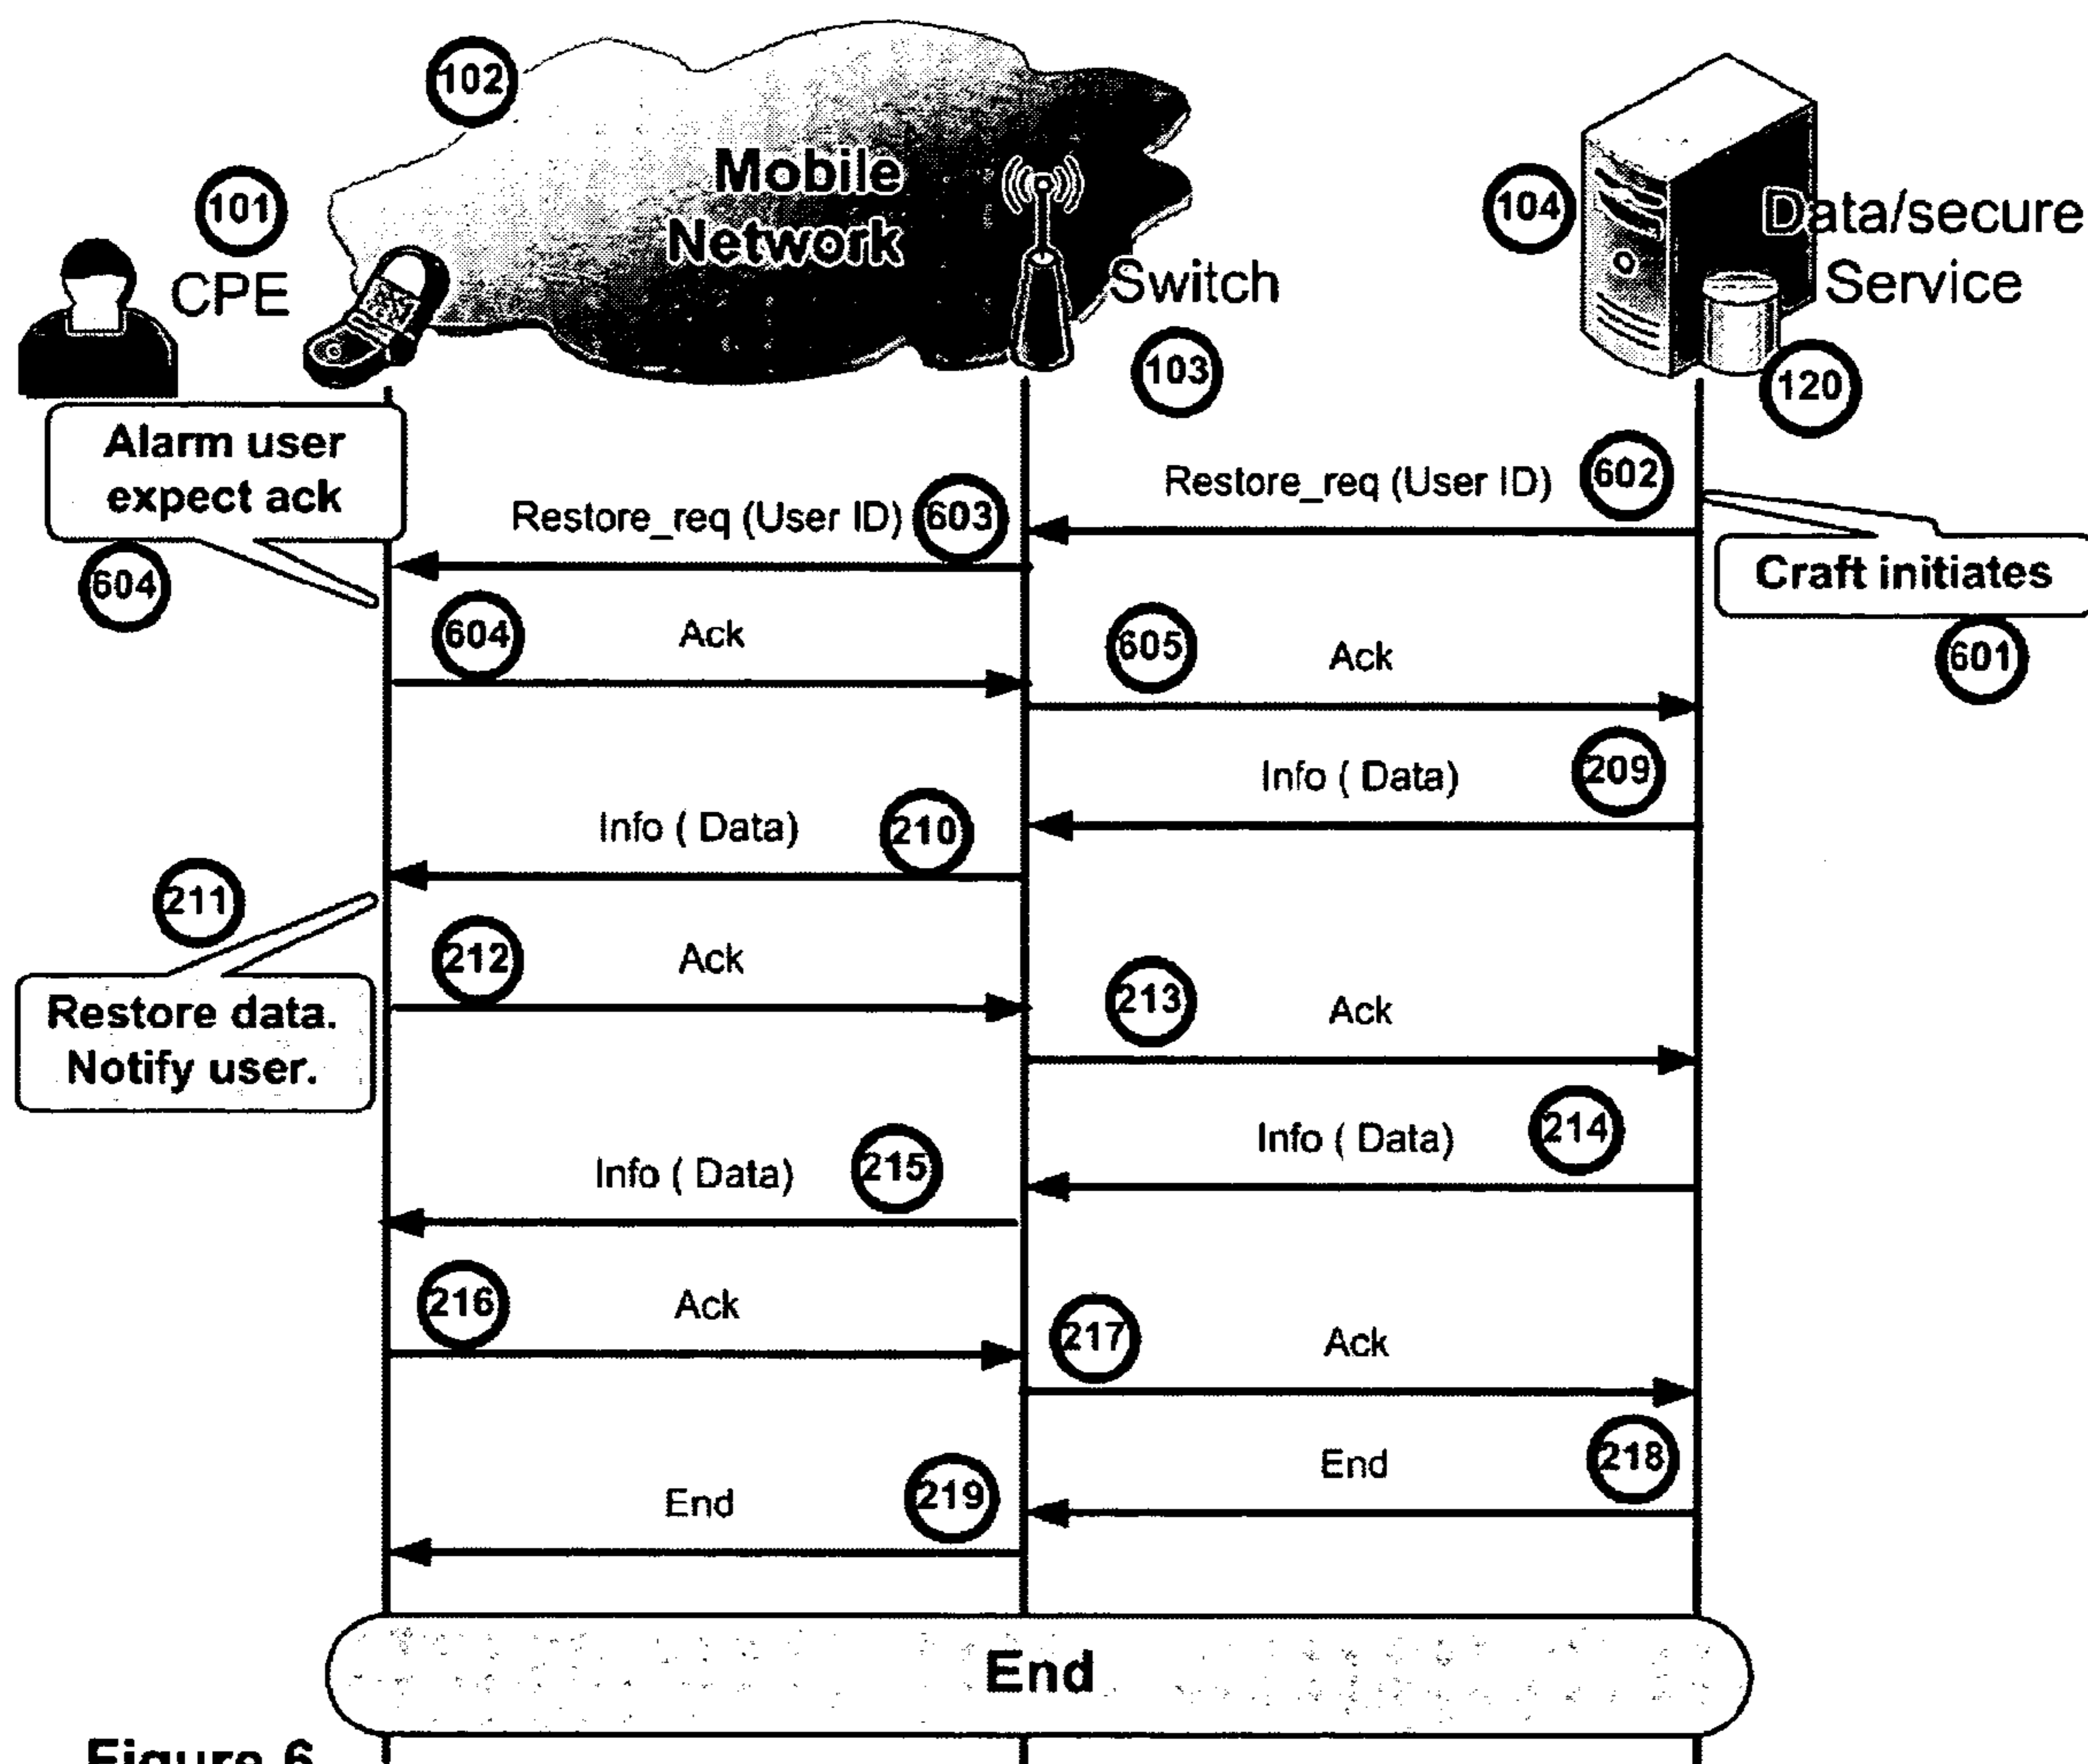 102
Mobile
Network
101
CPE
Switch
103
104
Data/secure
Service
120
Alarm user
expect ack
604
Restore_req (User ID)
602
Restore_req (User ID)
603
Craft initiates
601
604
Ack
605
Ack
Info ( Data)
209
Info ( Data)
210
211
Restore data.
Notify user.
212
Ack
213
Ack
Info ( Data)
214
Info ( Data)
215
216
Ack
217
Ack
End
218
End
219
End
Figure 6